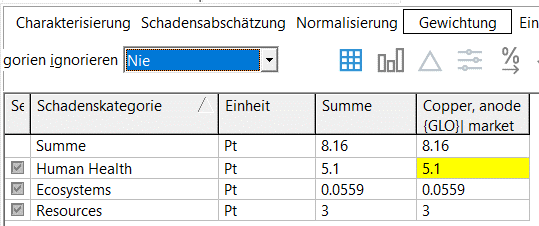 Charakterisierung Schadensabschätzung Normalisierung Gewichtung Ein
gorien ignorieren Nie
Se Schadenskategorie Einheit Summe Copper, anode
{GLO}| market
Summe Pt 8.16 8.16
Human Health Pt 5.1 5.1
Ecosystems Pt 0.0559 0.0559
Resources Pt 3 3